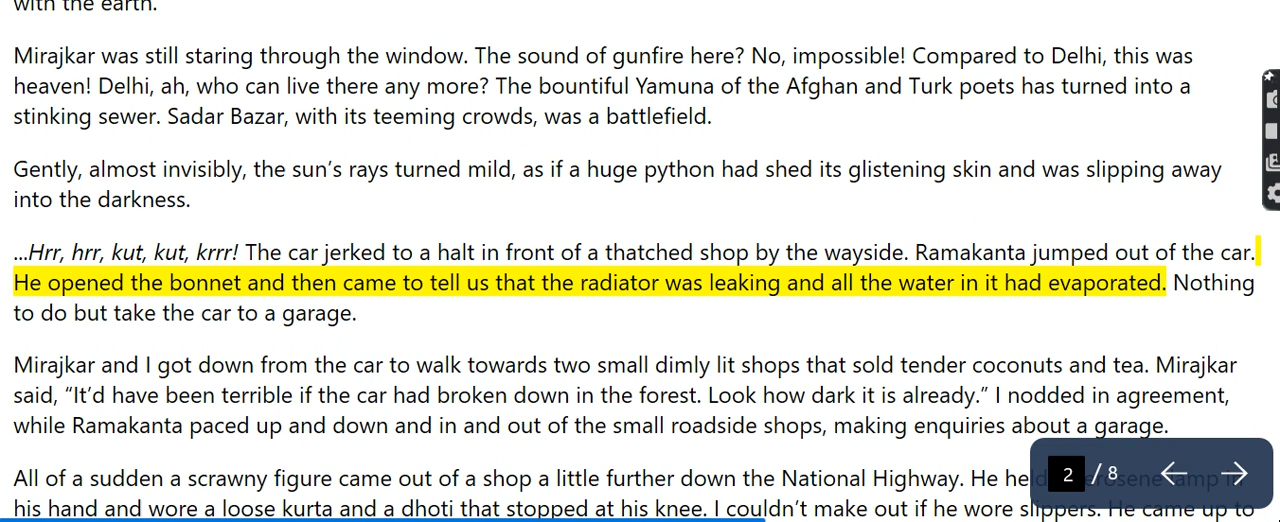 with the earth.
Mirajkar was still staring through the window. The sound of gunfire here? No, impossible! Compared to Delhi, this was
heaven! Delhi, ah, who can live there any more? The bountiful Yamuna of the Afghan and Turk poets has turned into a
stinking sewer. Sadar Bazar, with its teeming crowds, was a battlefield.
Gently, almost invisibly, the sun’s rays turned mild, as if a huge python had shed its glistening skin and was slipping away
into the darkness.
...Hrr, hrr, kut, kut, krrr! The car jerked to a halt in front of a thatched shop by the wayside. Ramakanta jumped out of the car.
He opened the bonnet and then came to tell us that the radiator was leaking and all the water in it had evaporated. Nothing
to do but take the car to a garage.
Mirajkar and I got down from the car to walk towards two small dimly lit shops that sold tender coconuts and tea. Mirajkar
said, “It’d have been terrible if the car had broken down in the forest. Look how dark it is already.” I nodded in agreement,
while Ramakanta paced up and down and in and out of the small roadside shops, making enquiries about a garage.
All of a sudden a scrawny figure came out of a shop a little further down the National Highway. He held lamp in
his hand and wore a loose kurta and a dhoti that stopped at his knee. I couldn’t make out if he wore slippers. He came up to
2 / 8